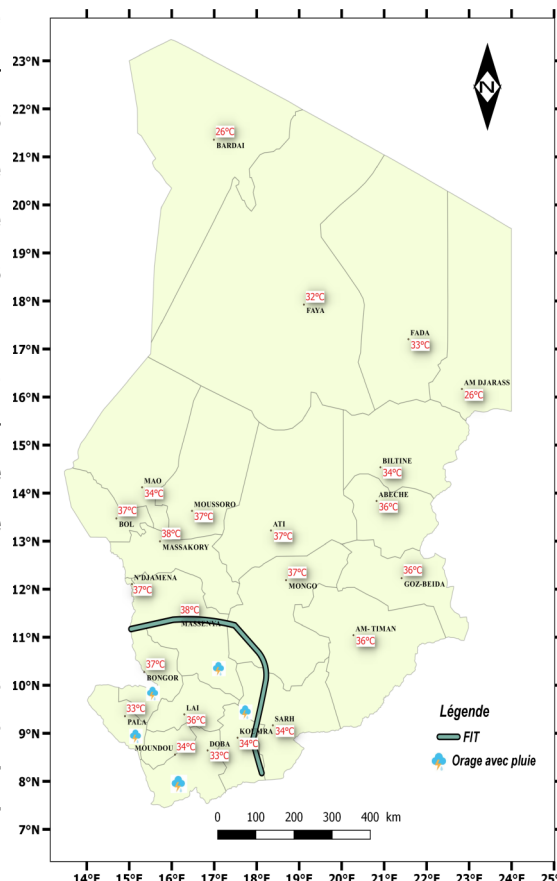 23°N
22°N
21°N
20°N
19°N
18°N
17°N
16°N
15°N
14°N
13°N
12°N
11°N
10°N
9°N
8°N
7°N
N
26°C
BARDAI
32°C
FAYA
FADA
33°C
AM DJARASS
26°C
BILTINE
34°C
ABECHE
36°C
MAO
34°C
37°C
BOL
MOUSSORO
37°C
38°C
MASSAKORY
ATI
37°C
N'DJAMENA
37°C
37°C
MONGO
36°C
GOZ-BEIDA
38°C
MASSENYA
AM- TIMAN
36°C
37°C
BONGOR
33°C
PALA
LAI
36°C
SARH
34°C
34°C
MOUNDOU
34°C
DOBA
33°C
Légende
FIT
Orage avec pluie
0 100 200 300 400 km
14°E 15°E 16°E 17°E 18°E 19°E 20°E 21°E 22°E 23°E 24°E